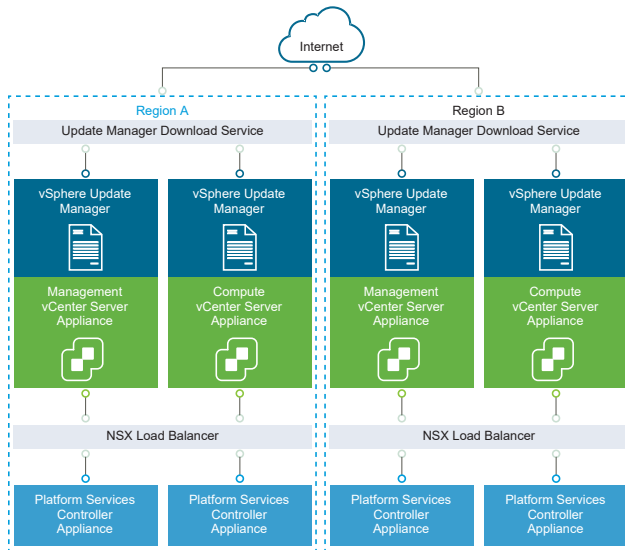 Internet
Region A
Update Manager Download Service
vSphere Update
Manager
vSphere Update
Manager
Management
vCenter Server
Appliance
Compute
vCenter Server
Appliance
NSX Load Balancer
Platform Services
Controller
Appliance
Platform Services
Controller
Appliance
Region B
Update Manager Download Service
vSphere Update
Manager
vSphere Update
Manager
Management
vCenter Server
Appliance
Compute
vCenter Server
Appliance
NSX Load Balancer
Platform Services
Controller
Appliance
Platform Services
Controller
Appliance